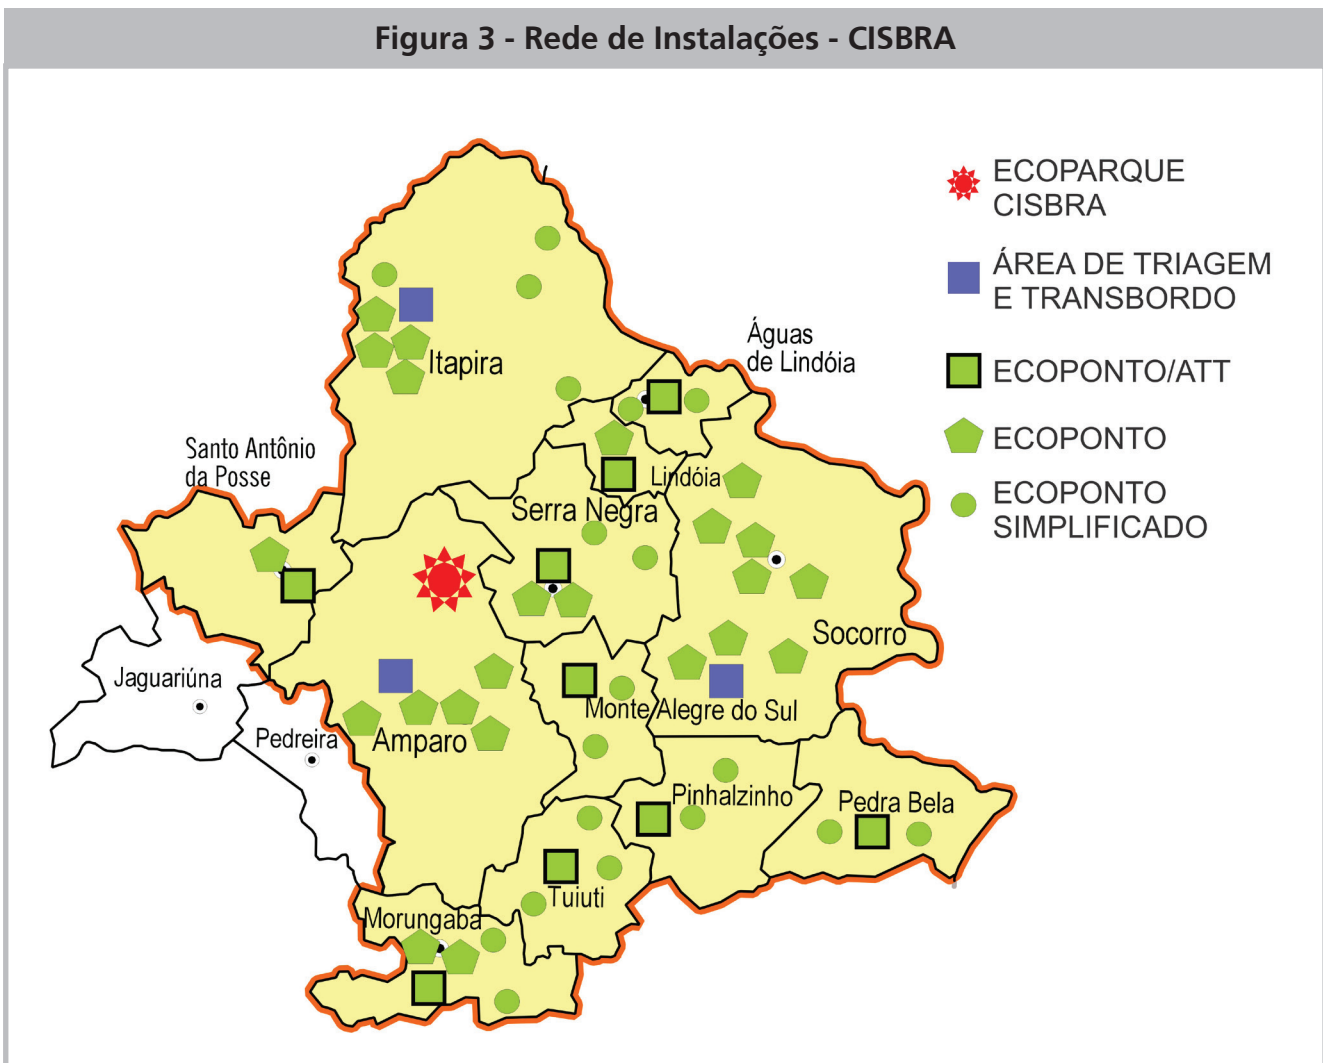 Figura 3 - Rede de Instalações - CISBRA
ECOPARQUE
CISBRA
ÁREA DE TRIAGEM
E TRANSBORDO
ECOPONTO/ATT
ECOPONTO
ECOPONTO
SIMPLIFICADO
Águas
de Lindóia
Itapira
Santo Antônio
da Posse
Lindóia
Serra Negra
Socorro
Jaguariúna
Monte Alegre do Sul
Pedreira
Amparo
Pinhalzinho
Pedra Bela
Tuiuti
Morungaba